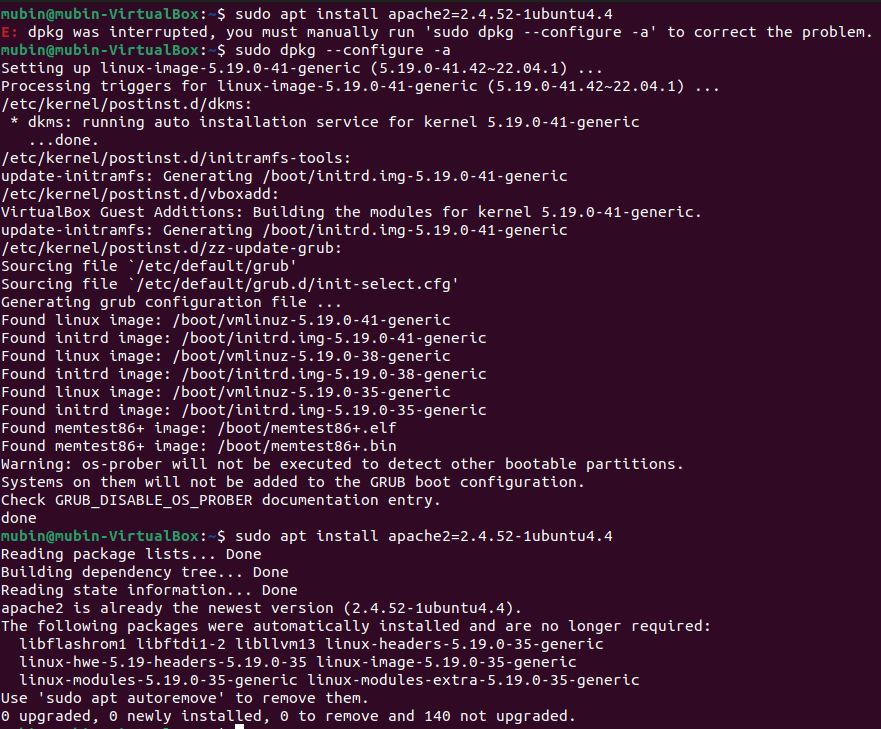 mubin@mubin-VirtualBox:~$ sudo apt install apache2=2.4.52-1ubuntu4.4
E: dpkg was interrupted, you must manually run 'sudo dpkg --configure -a' to correct the problem.
mubin@mubin-VirtualBox:~$ sudo dpkg --configure -a
Setting up linux-image-5.19.0-41-generic (5.19.0-41.42~22.04.1) ...
Processing triggers for linux-image-5.19.0-41-generic (5.19.0-41.42~22.04.1) ...
/etc/kernel/postinst.d/dkms:
 * dkms: running auto installation service for kernel 5.19.0-41-generic
   ...done.
/etc/kernel/postinst.d/initramfs-tools:
update-initramfs: Generating /boot/initrd.img-5.19.0-41-generic
/etc/kernel/postinst.d/vboxadd:
VirtualBox Guest Additions: Building the modules for kernel 5.19.0-41-generic.
update-initramfs: Generating /boot/initrd.img-5.19.0-41-generic
/etc/kernel/postinst.d/zz-update-grub:
Sourcing file `/etc/default/grub'
Sourcing file `/etc/default/grub.d/init-select.cfg'
Generating grub configuration file ...
Found linux image: /boot/vmlinuz-5.19.0-41-generic
Found initrd image: /boot/initrd.img-5.19.0-41-generic
Found linux image: /boot/vmlinuz-5.19.0-38-generic
Found initrd image: /boot/initrd.img-5.19.0-38-generic
Found linux image: /boot/vmlinuz-5.19.0-35-generic
Found initrd image: /boot/initrd.img-5.19.0-35-generic
Found memtest86+ image: /boot/memtest86+.elf
Found memtest86+ image: /boot/memtest86+.bin
Warning: os-prober will not be executed to detect other bootable partitions.
Systems on them will not be added to the GRUB boot configuration.
Check GRUB_DISABLE_OS_PROBER documentation entry.
done
mubin@mubin-VirtualBox:~$ sudo apt install apache2=2.4.52-1ubuntu4.4
Reading package lists... Done
Building dependency tree... Done
Reading state information... Done
apache2 is already the newest version (2.4.52-1ubuntu4.4).
The following packages were automatically installed and are no longer required:
  libflashrom1 libftdi1-2 libllvm13 linux-headers-5.19.0-35-generic
  linux-hwe-5.19-headers-5.19.0-35 linux-image-5.19.0-35-generic
  linux-modules-5.19.0-35-generic linux-modules-extra-5.19.0-35-generic
Use 'sudo apt autoremove' to remove them.
0 upgraded, 0 newly installed, 0 to remove and 140 not upgraded.